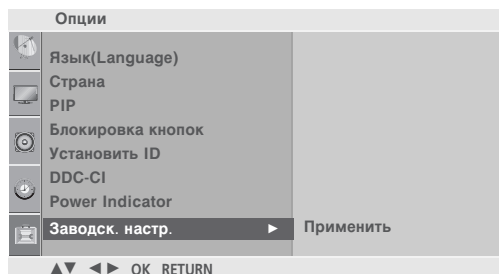 Опции
Язык(Language)
Страна
PIP
Блокировка кнопок
Установить ID
DDC-CI
Power Indicator
Заводск. настр. ► Применить
▲▼ ◄► OK RETURN